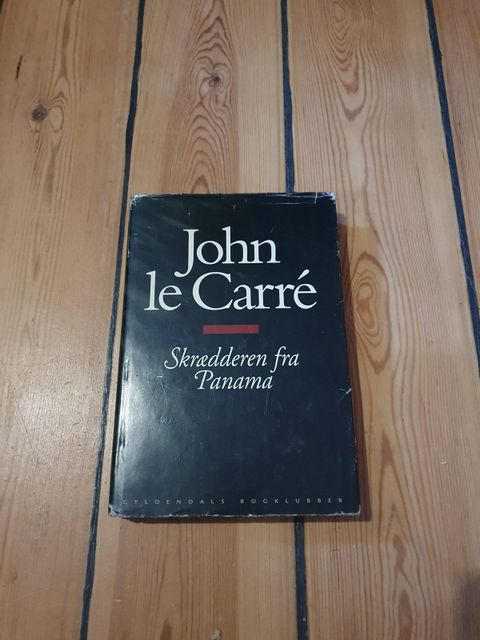 John
le Carré
Skrædderen fra
Panama
GYLDENDALS BOGKLUBBER